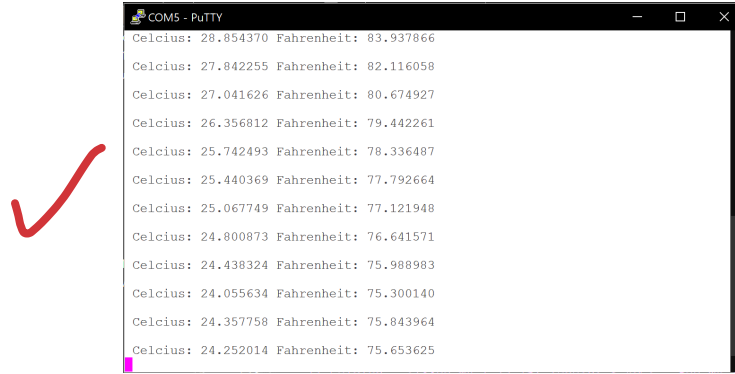 COM5 - PuTTY
Celcius: 28.854370 Fahrenheit: 83.937866
Celcius: 27.842255 Fahrenheit: 82.116058
Celcius: 27.041626 Fahrenheit: 80.674927
Celcius: 26.356812 Fahrenheit: 79.442261
Celcius: 25.742493 Fahrenheit: 78.336487
Celcius: 25.440369 Fahrenheit: 77.792664
Celcius: 25.067749 Fahrenheit: 77.121948
Celcius: 24.800873 Fahrenheit: 76.641571
Celcius: 24.438324 Fahrenheit: 75.988983
Celcius: 24.055634 Fahrenheit: 75.300140
Celcius: 24.357758 Fahrenheit: 75.843964
Celcius: 24.252014 Fahrenheit: 75.653625